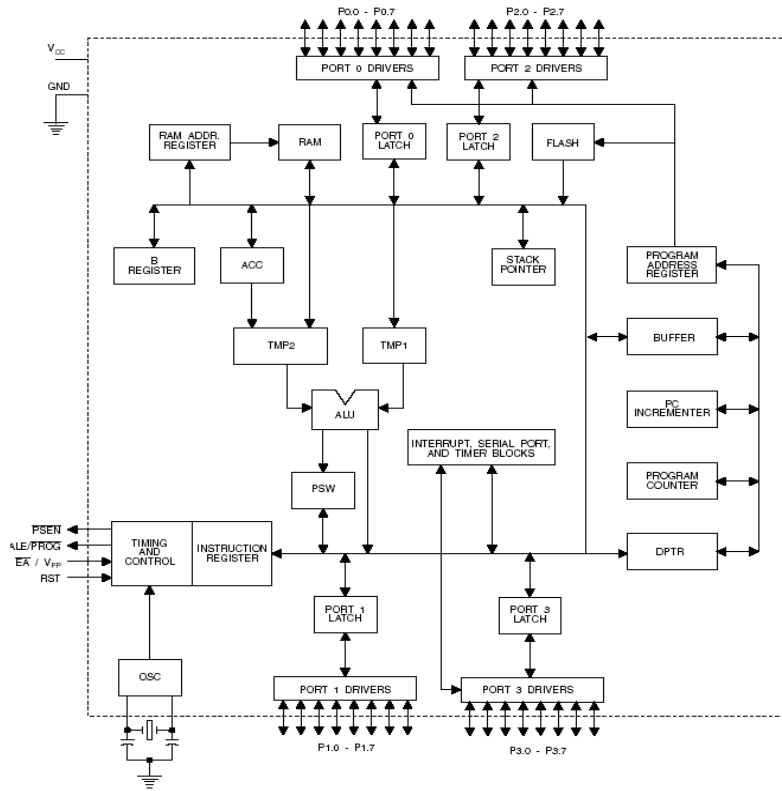 P0.0 - P0.7
P2.0 - P2.7
VCC
PORT 0 DRIVERS
PORT 2 DRIVERS
GND
RAM ADDR.
REGISTER
RAM
PORT 0
LATCH
PORT 2
LATCH
FLASH
B
REGISTER
ACC
STACK
POINTER
PROGRAM
ADDRESS
REGISTER
TMP2
TMP1
BUFFER
ALU
PC
INCREMENTER
INTERRUPT, SERIAL PORT,
AND TIMER BLOCKS
PSW
PROGRAM
COUNTER
PSEN
ALE/PROG
EA / VPP
RST
TIMING
AND
CONTROL
INSTRUCTION
REGISTER
DPTR
PORT 1
LATCH
PORT 3
LATCH
OSC
PORT 1 DRIVERS
PORT 3 DRIVERS
P1.0 - P1.7
P3.0 - P3.7